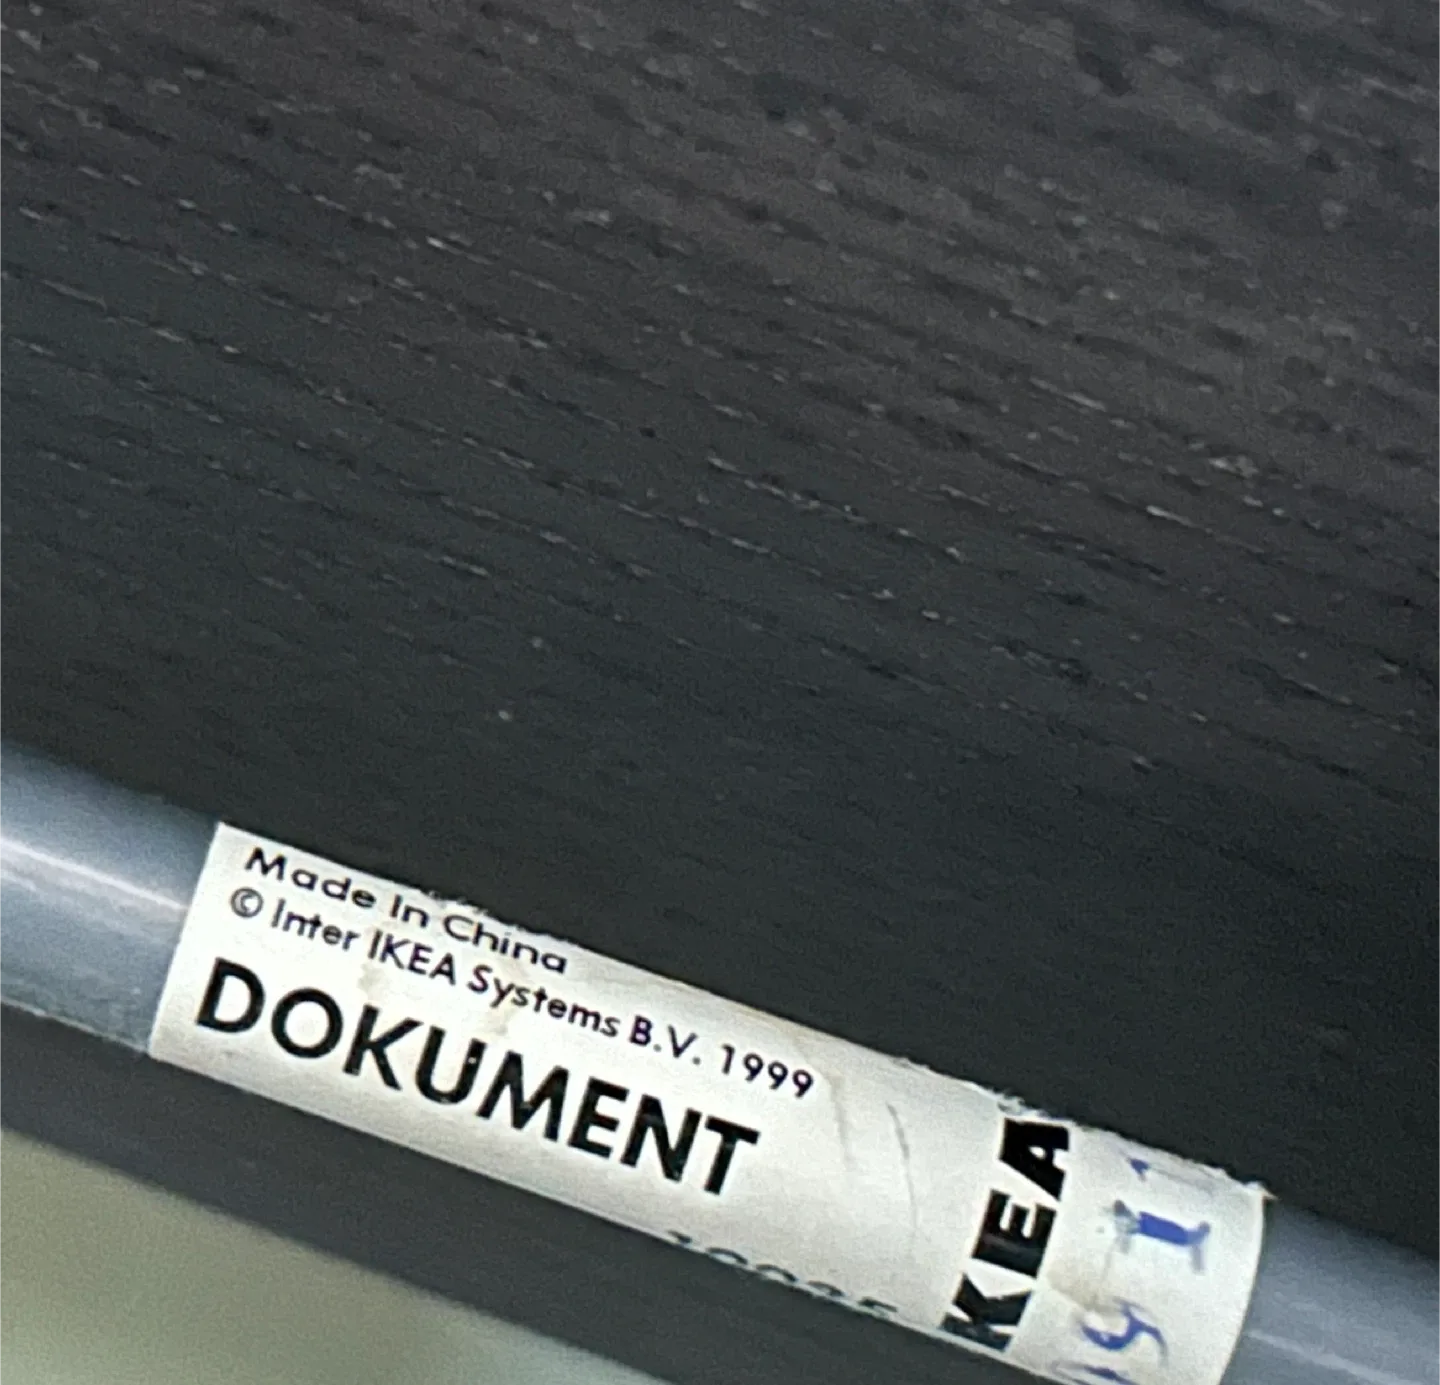 Made In China
© Inter IKEA Systems B.V. 1999
DOKUMENT
IKEA